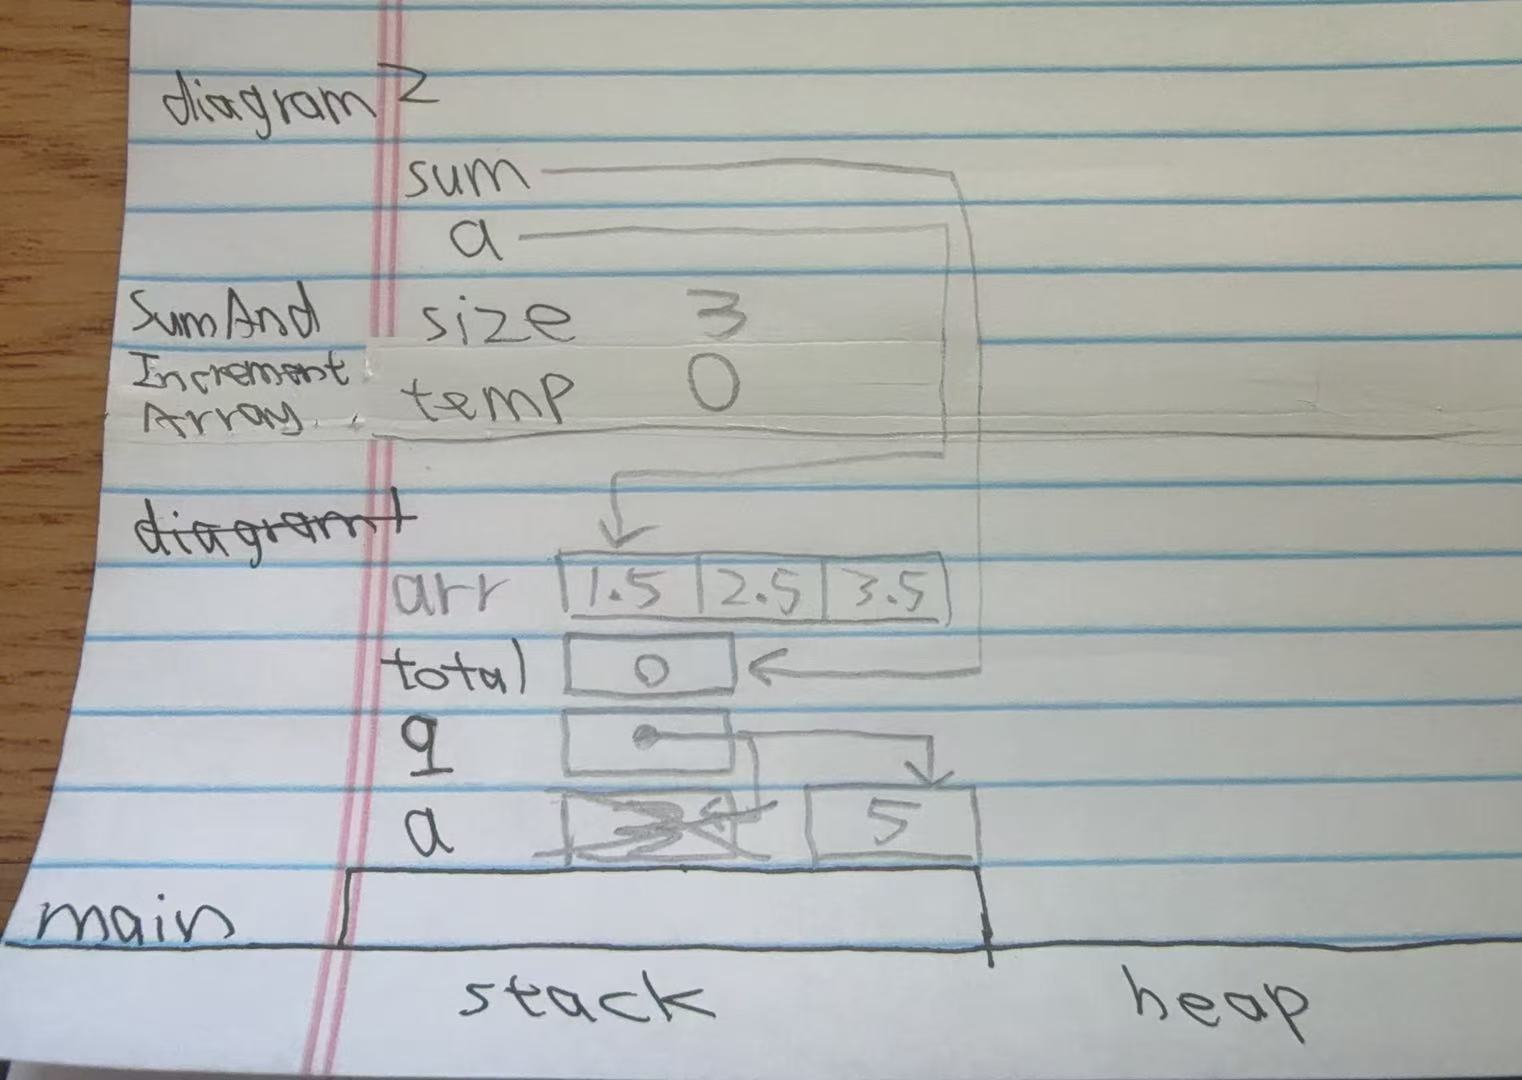 diagram 2
sum
a
SumAnd size 3
Increment
Array temp 0
diagram 1
arr 1.5 2.5 3.5
total 0
q
a 3 5
main
stack heap